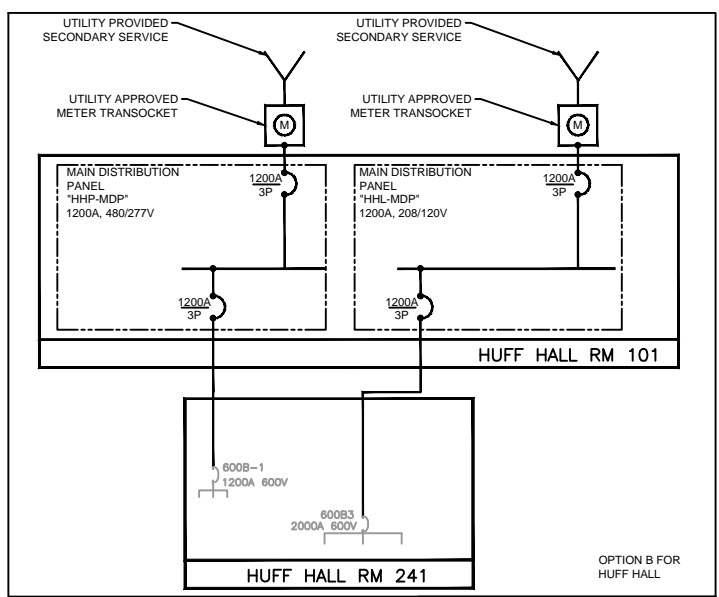 UTILITY PROVIDED
SECONDARY SERVICE
UTILITY PROVIDED
SECONDARY SERVICE
UTILITY APPROVED
METER TRANSOCKET
M
UTILITY APPROVED
METER TRANSOCKET
M
MAIN DISTRIBUTION
PANEL
"HHP-MDP"
1200A, 480/277V
1200A
3P
MAIN DISTRIBUTION
PANEL
"HHL-MDP"
1200A, 208/120V
1200A
3P
1200A
3P
1200A
3P
HUFF HALL RM 101
600B-1
1200A 600V
600B3
2000A 600V
HUFF HALL RM 241
OPTION B FOR
HUFF HALL